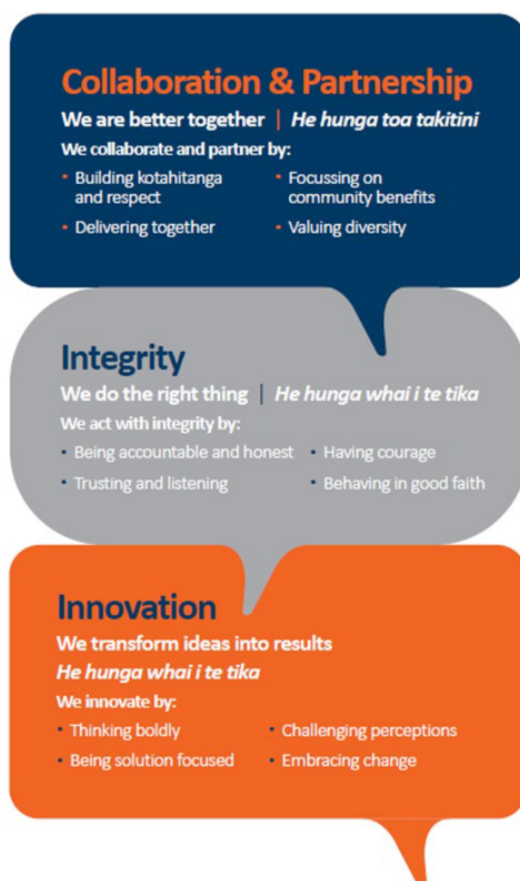 Collaboration & Partnership
We are better together | He hunga toa takitini
We collaborate and partner by:
• Building kotahitanga
and respect
• Delivering together
• Focussing on
community benefits
• Valuing diversity
Integrity
We do the right thing | He hunga whai i te tika
We act with integrity by:
• Being accountable and honest
• Trusting and listening
• Having courage
• Behaving in good faith
Innovation
We transform ideas into results
He hunga whai i te tika
We innovate by:
• Thinking boldly
• Being solution focused
• Challenging perceptions
• Embracing change